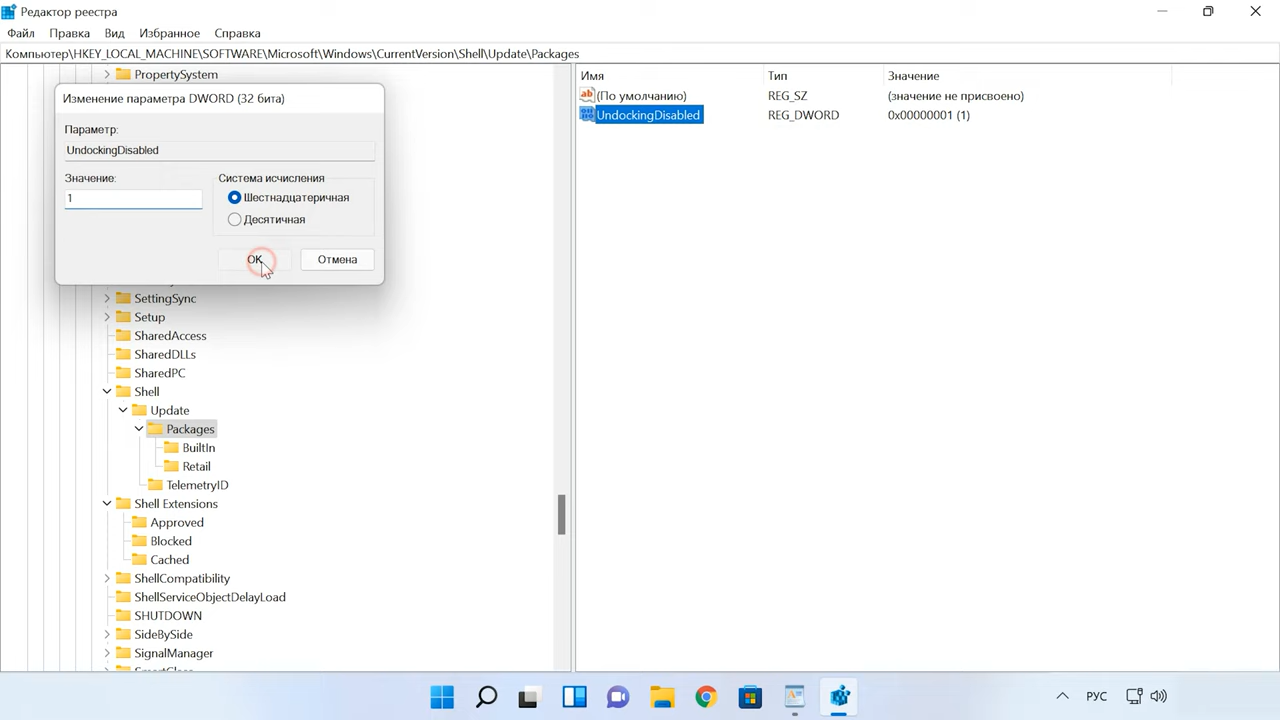 Редактор реестра
Файл Правка Вид Избранное Справка
Компьютер\HKEY_LOCAL_MACHINE\SOFTWARE\Microsoft\Windows\CurrentVersion\Shell\Update\Packages
PropertySystem
Изменение параметра DWORD (32 бита)
Параметр:
UndockingDisabled
Значение:
1
Система исчисления
Шестнадцатеричная
Десятичная
OK Отмена
SettingSync
Setup
SharedAccess
SharedDLLs
SharedPC
Shell
Update
Packages
BuiltIn
Retail
TelemetryID
Shell Extensions
Approved
Blocked
Cached
ShellCompatibility
ShellServiceObjectDelayLoad
SHUTDOWN
SideBySide
SignalManager
Имя Тип Значение
(По умолчанию) REG_SZ (значение не присвоено)
UndockingDisabled REG_DWORD 0x00000001 (1)
РУС